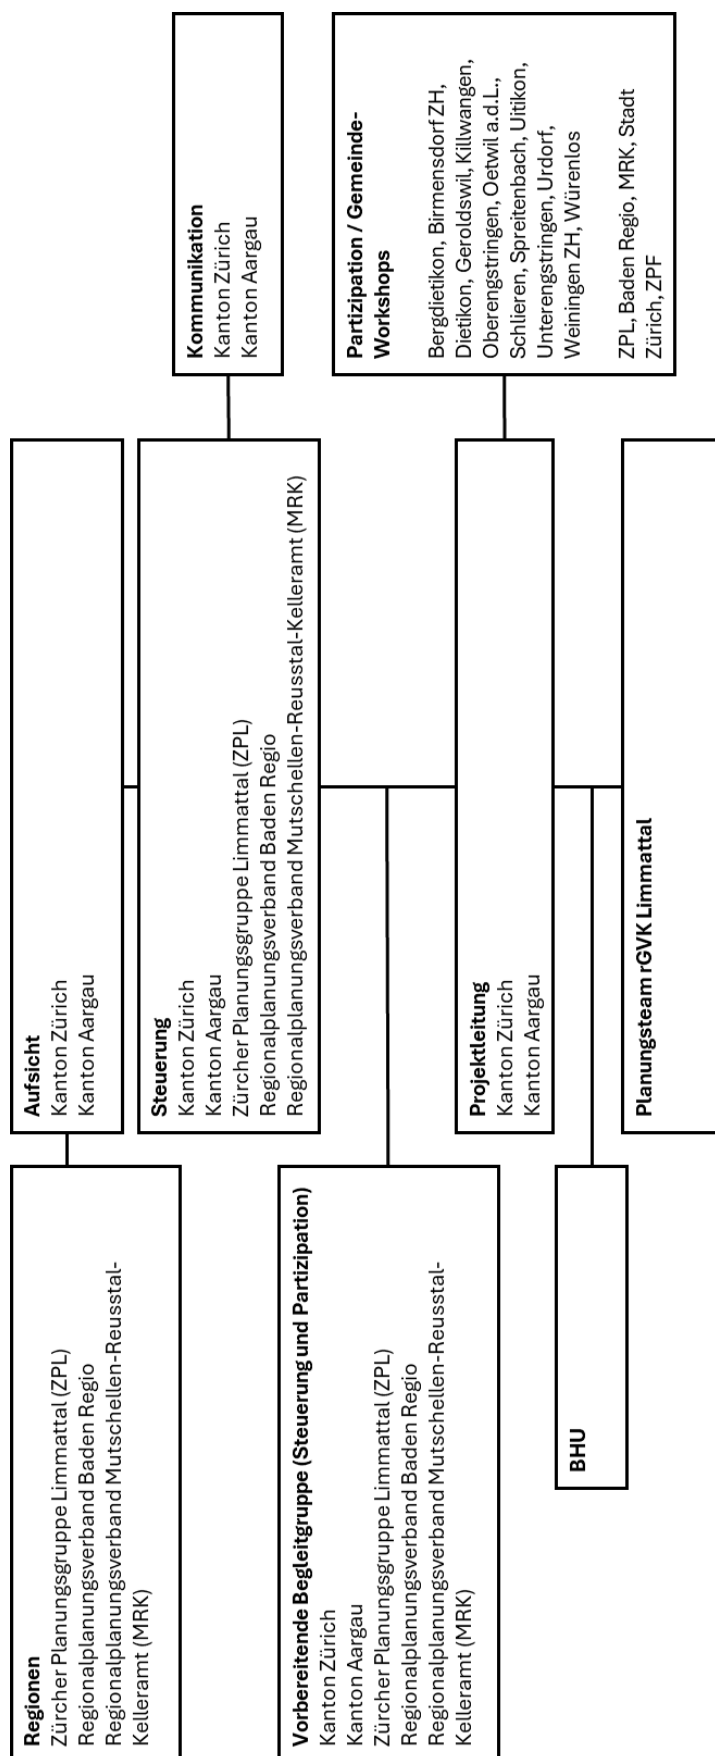 Regionen
Zürcher Planungsgruppe Limmattal (ZPL)
Regionalplanungsverband Baden Regio
Regionalplanungsverband Mutschellen-Reusstal-
Kelleramt (MRK)
Aufsicht
Kanton Zürich
Kanton Aargau
Steuerung
Kanton Zürich
Kanton Aargau
Zürcher Planungsgruppe Limmattal (ZPL)
Regionalplanungsverband Baden Regio
Regionalplanungsverband Mutschellen-Reusstal-Kelleramt (MRK)
Kommunikation
Kanton Zürich
Kanton Aargau
Vorbereitende Begleitgruppe (Steuerung und Partizipation)
Kanton Zürich
Kanton Aargau
Zürcher Planungsgruppe Limmattal (ZPL)
Regionalplanungsverband Baden Regio
Regionalplanungsverband Mutschellen-Reusstal-
Kelleramt (MRK)
Projektleitung
Kanton Zürich
Kanton Aargau
Partizipation / Gemeinde-
Workshops
Bergdietikon, Birmensdorf ZH,
Dietikon, Geroldswil, Killwangen,
Oberengstringen, Oetwil a.d.L.,
Schlieren, Spreitenbach, Uitikon,
Unterengstringen, Urdorf,
Weiningen ZH, Würenlos
ZPL, Baden Regio, MRK, Stadt
Zürich, ZPF
BHU
Planungsteam rGVK Limmattal